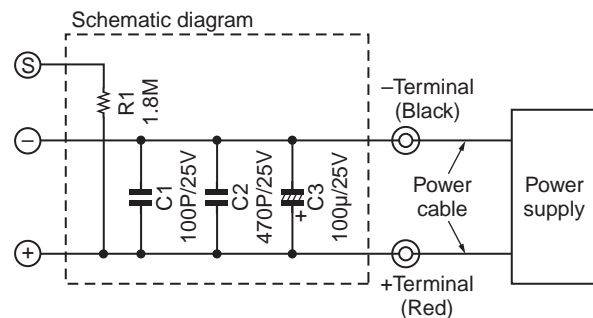 Schematic diagram
S
R1
1.8M
–Terminal
(Black)
–
C1
100P/25V
C2
470P/25V
+
C3
100µ/25V
Power
cable
Power
supply
+
+Terminal
(Red)